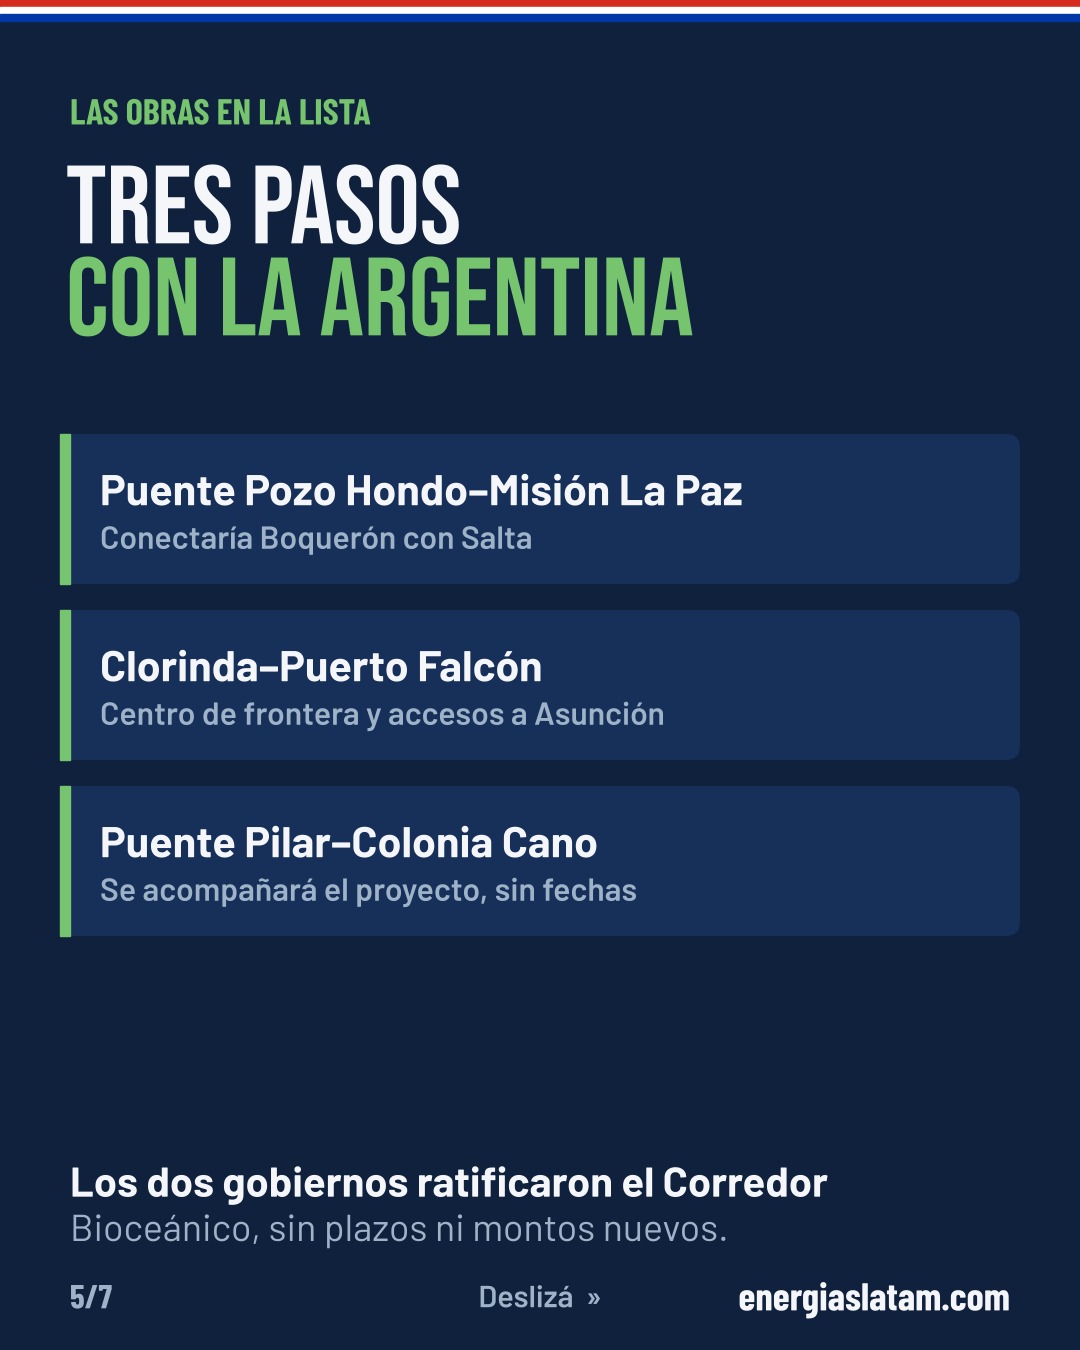 LAS OBRAS EN LA LISTA
TRES PASOS
CON LA ARGENTINA
Puente Pozo Hondo–Misión La Paz
Conectaría Boquerón con Salta
Clorinda–Puerto Falcón
Centro de frontera y accesos a Asunción
Puente Pilar–Colonia Cano
Se acompañará el proyecto, sin fechas
Los dos gobiernos ratificaron el Corredor
Bioceánico, sin plazos ni montos nuevos.
5/7 Deslizá » energiaslatam.com